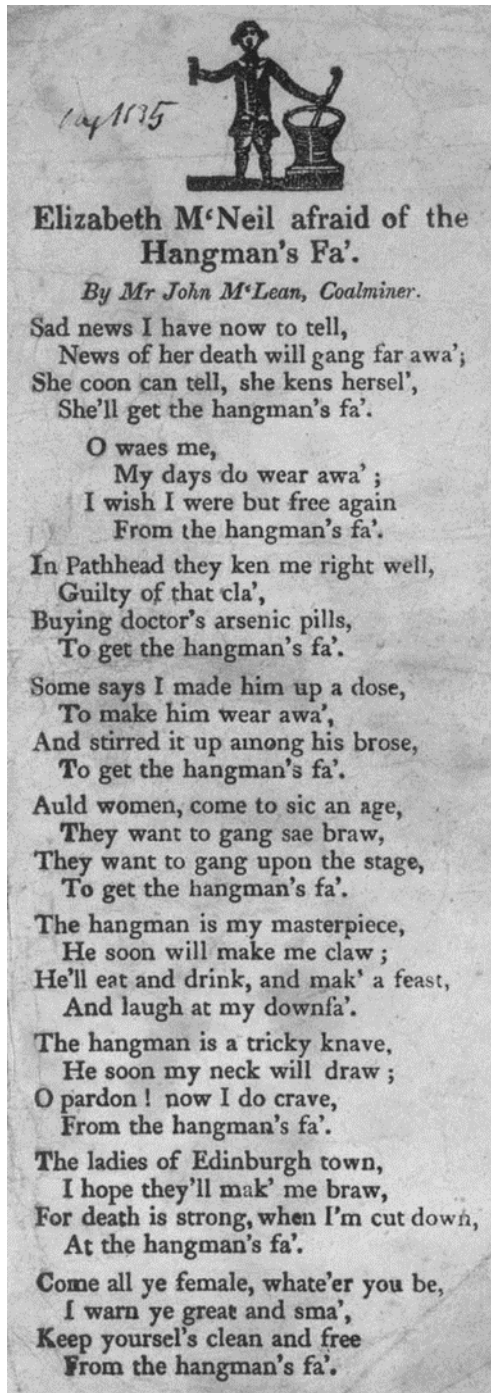 1835
Elizabeth M‘Neil afraid of the
Hangman's Fa'.
By Mr John M‘Lean, Coalminer.
Sad news I have now to tell,
News of her death will gang far awa';
She coon can tell, she kens hersel',
She'll get the hangman's fa'.
O waes me,
My days do wear awa' ;
I wish I were but free again
From the hangman's fa'.
In Pathhead they ken me right well,
Guilty of that cla',
Buying doctor's arsenic pills,
To get the hangman's fa'.
Some says I made him up a dose,
To make him wear awa',
And stirred it up among his brose,
To get the hangman's fa'.
Auld women, come to sic an age,
They want to gang sae braw,
They want to gang upon the stage,
To get the hangman's fa'.
The hangman is my masterpiece,
He soon will make me claw ;
He'll eat and drink, and mak' a feast,
And laugh at my downfa'.
The hangman is a tricky knave,
He soon my neck will draw ;
O pardon ! now I do crave,
From the hangman's fa'.
The ladies of Edinburgh town,
I hope they'll mak' me braw,
For death is strong, when I'm cut down,
At the hangman's fa'.
Come all ye female, whate'er you be,
I warn ye great and sma',
Keep yoursel's clean and free
From the hangman's fa'.